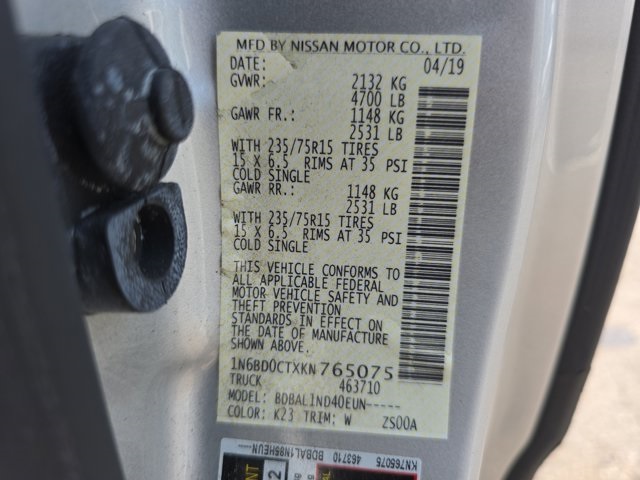 MFD BY NISSAN MOTOR CO., LTD.
DATE: 04/19
GVWR: 2132 KG
4700 LB
GAWR FR.: 1148 KG
2531 LB
WITH 235/75R15 TIRES
15 X 6.5 RIMS AT 35 PSI
COLD SINGLE
GAWR RR.: 1148 KG
2531 LB
WITH 235/75R15 TIRES
15 X 6.5 RIMS AT 35 PSI
COLD SINGLE
THIS VEHICLE CONFORMS TO
ALL APPLICABLE FEDERAL
MOTOR VEHICLE SAFETY AND
THEFT PREVENTION
STANDARDS IN EFFECT ON
THE DATE OF MANUFACTURE
SHOWN ABOVE.
1N6BD0CTXKN765075
TRUCK 463710
MODEL: BDBAL1ND40EUN-----
COLOR: K23 TRIM: W ZS00A
KN765075
463710